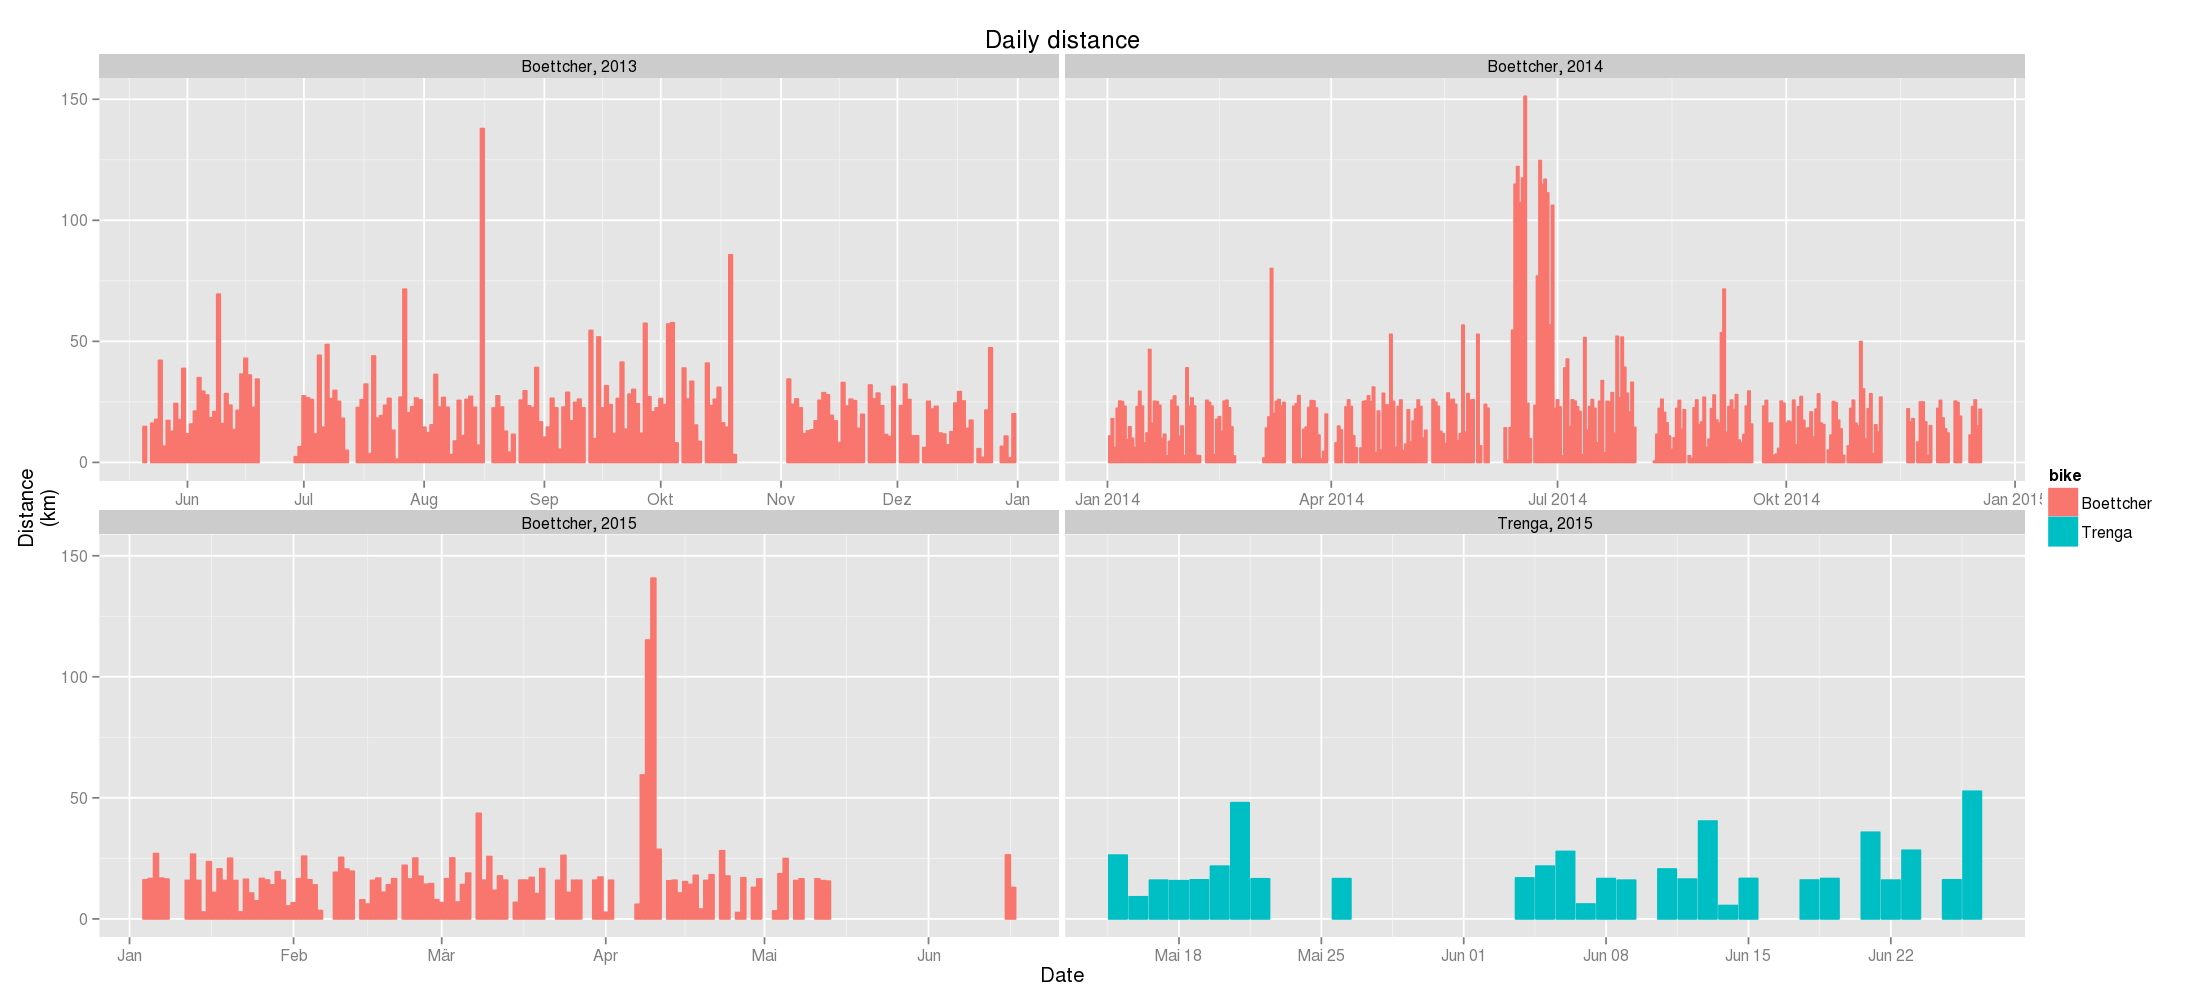 Daily distance
Boettcher, 2013
Boettcher, 2014
150
100
50
0
Jun Jul Aug Sep Okt Nov Dez Jan
Jan 2014 Apr 2014 Jul 2014 Okt 2014 Jan 201
Distance
(km)
Boettcher, 2015
Trenga, 2015
150
100
50
0
Jan Feb Mär Apr Mai Jun
Mai 18 Mai 25 Jun 01 Jun 08 Jun 15 Jun 22
Date
bike
Boettcher
Trenga